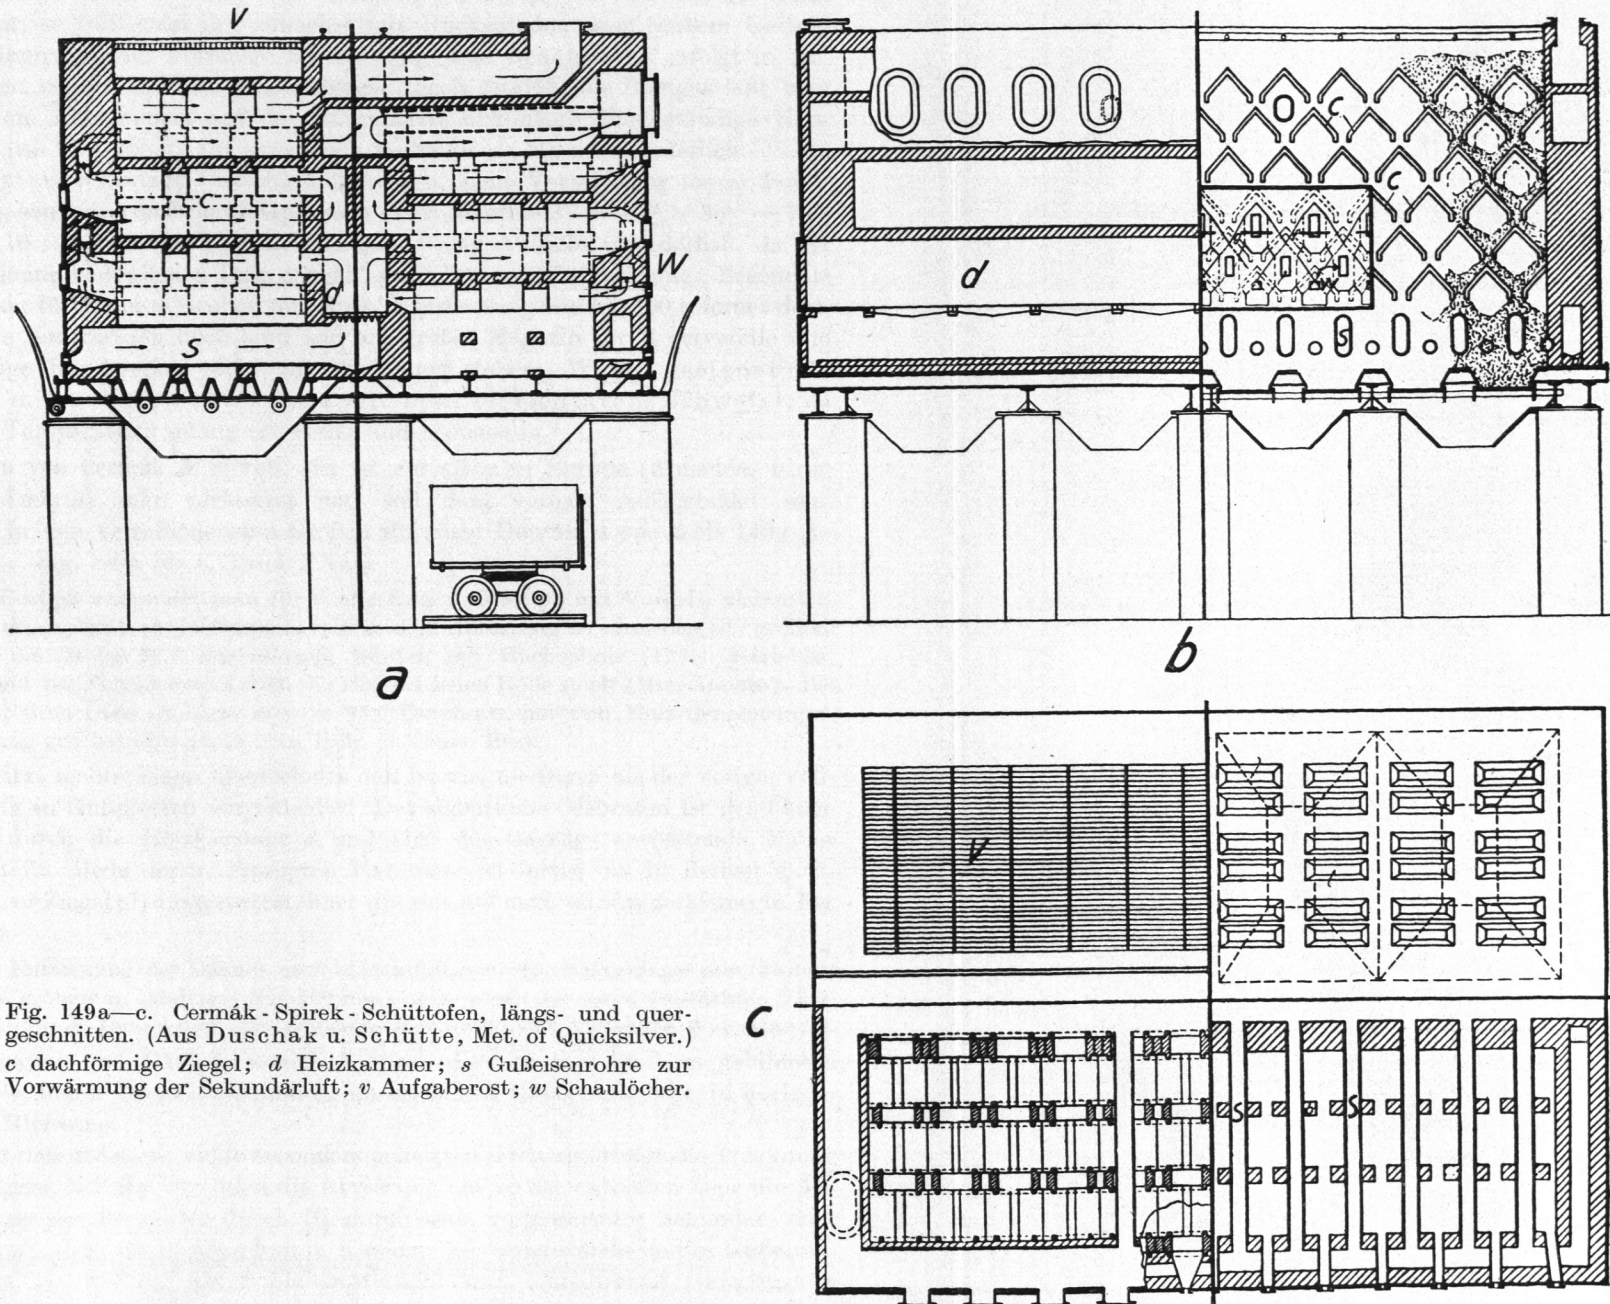 V
c
d
S
W
a
O
c
c
d
w
S
b
V
c
S
S
Fig. 149a—c. Cermák-Spirek-Schüttofen, längs- und quer-
geschnitten. (Aus Duschak u. Schütte, Met. of Quicksilver.)
c dachförmige Ziegel; d Heizkammer; s Gußeisenrohre zur
Vorwärmung der Sekundärluft; v Aufgaberost; w Schaulöcher.